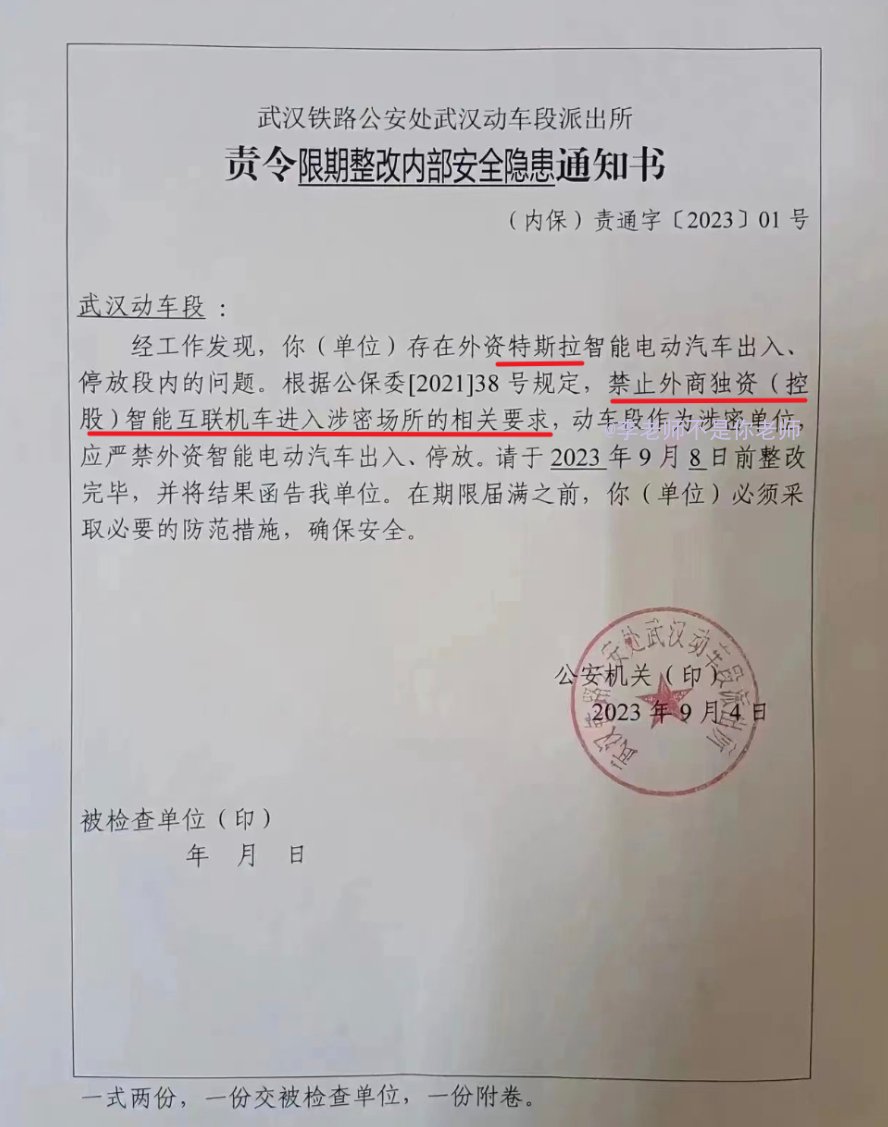 武汉铁路公安处武汉动车段派出所
责令限期整改内部安全隐患通知书
（内保）责通字〔2023〕01 号
武汉动车段：
经工作发现，你（单位）存在外资特斯拉智能电动汽车出入、
停放段内的问题。根据公保委[2021]38 号规定，禁止外商独资（控
股）智能互联机车进入涉密场所的相关要求，动车段作为涉密单位，
@李老师不是你老师
应严禁外资智能电动汽车出入、停放。请于 2023 年 9 月 8 日前整改
完毕，并将结果函告我单位。在期限届满之前，你（单位）必须采
取必要的防范措施，确保安全。
武汉铁路公安处武汉动车段派出所
公安机关（印）
2023 年 9 月 4 日
被检查单位（印）
年 月 日
一式两份，一份交被检查单位，一份附卷。